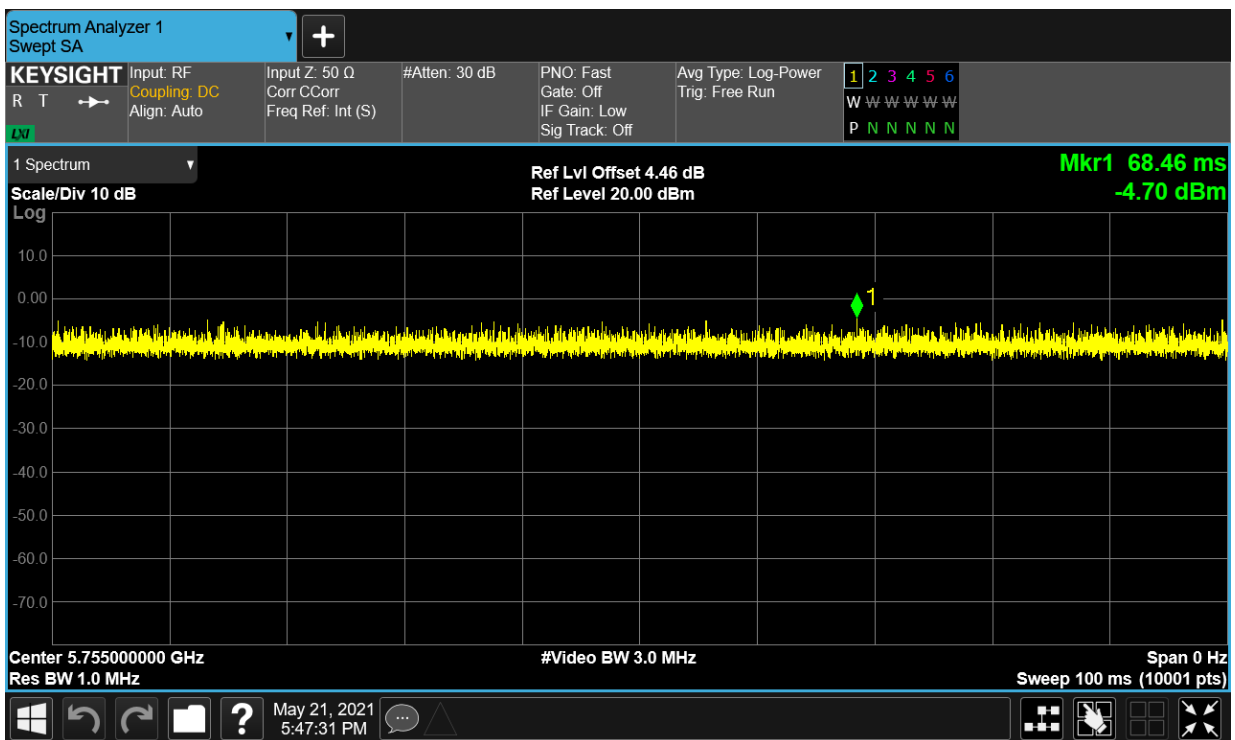 Spectrum Analyzer 1
Swept SA
+
KEYSIGHT
R T
LXI
Input: RF
Coupling: DC
Align: Auto
Input Z: 50 Ω
Corr CCorr
Freq Ref: Int (S)
#Atten: 30 dB
PNO: Fast
Gate: Off
IF Gain: Low
Sig Track: Off
Avg Type: Log-Power
Trig: Free Run
1 2 3 4 5 6
W W W W W W
P N N N N N
1 Spectrum
Scale/Div 10 dB
Ref Lvl Offset 4.46 dB
Ref Level 20.00 dBm
Mkr1 68.46 ms
-4.70 dBm
Log
10.0
0.00
-10.0
-20.0
-30.0
-40.0
-50.0
-60.0
-70.0
1
Center 5.755000000 GHz
Res BW 1.0 MHz
#Video BW 3.0 MHz
Span 0 Hz
Sweep 100 ms (10001 pts)
?
May 21, 2021
5:47:31 PM